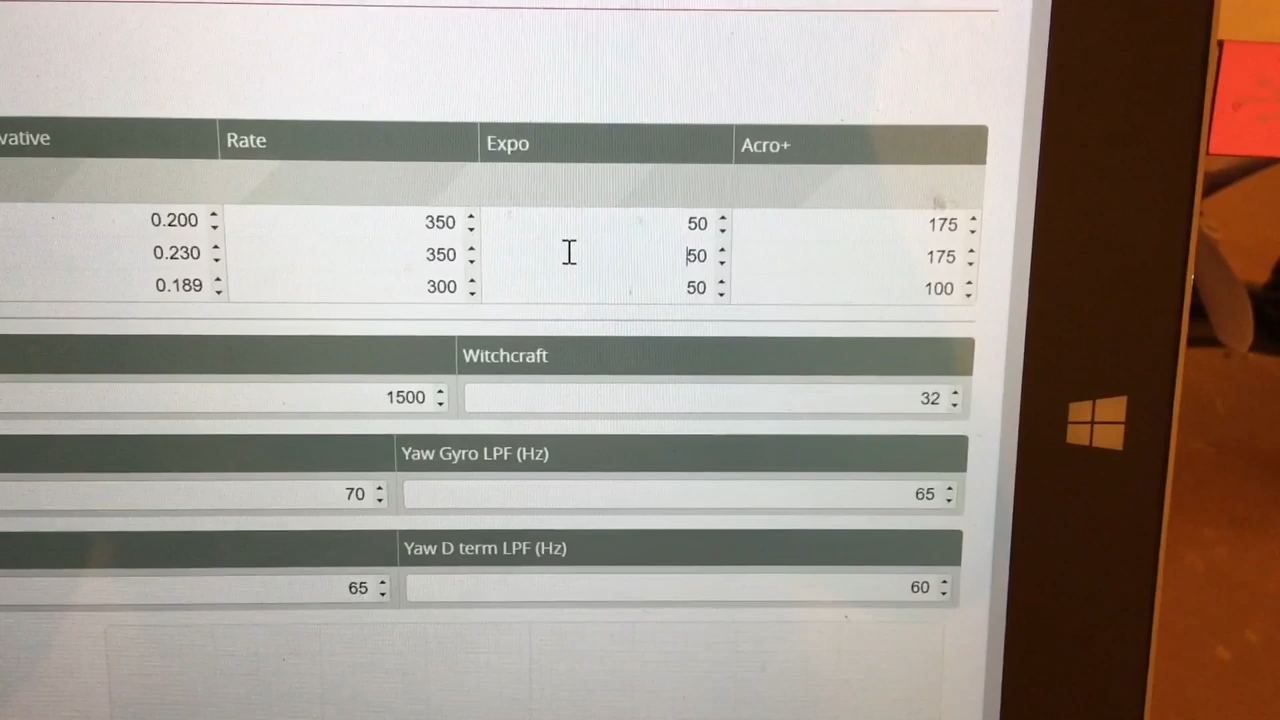 vative Rate Expo Acro+
0.200 350 50 175
0.230 350 50 175
0.189 300 50 100
Witchcraft
1500 32
Yaw Gyro LPF (Hz)
70 65
Yaw D term LPF (Hz)
65 60